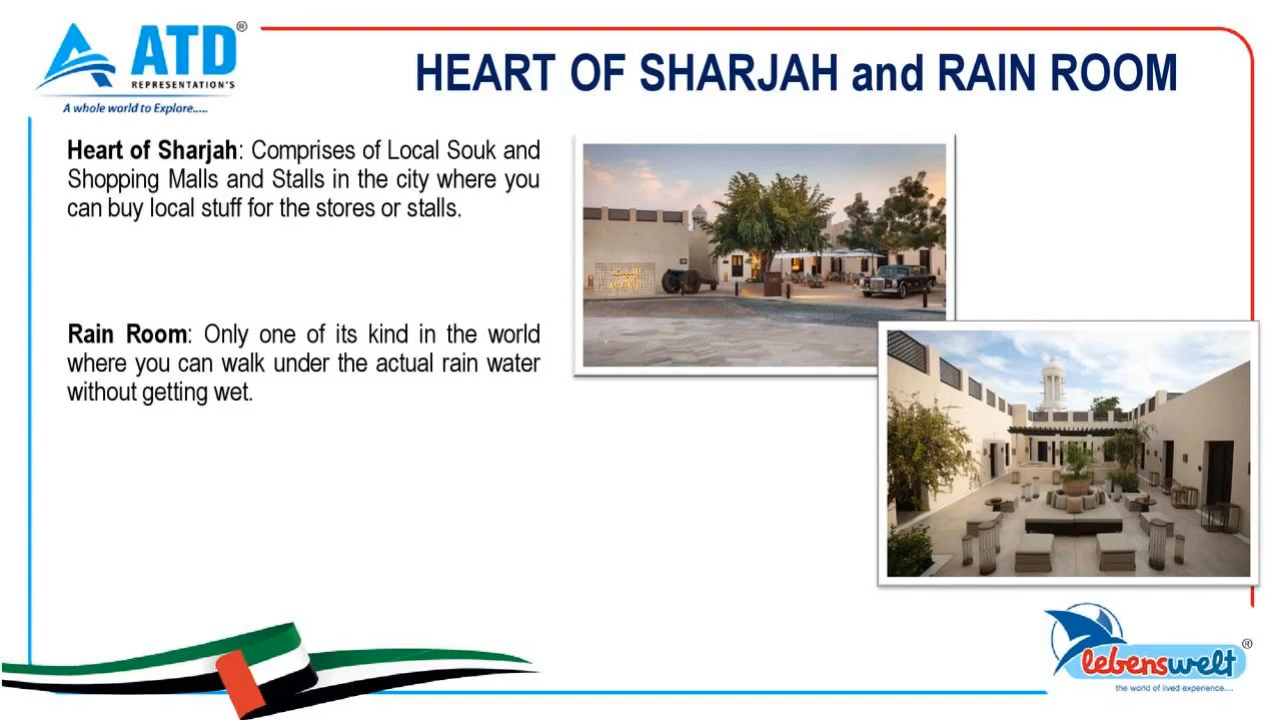 ATD®
REPRESENTATION'S
A whole world to Explore.....
HEART OF SHARJAH and RAIN ROOM
Heart of Sharjah: Comprises of Local Souk and
Shopping Malls and Stalls in the city where you
can buy local stuff for the stores or stalls.
Rain Room: Only one of its kind in the world
where you can walk under the actual rain water
without getting wet.
lebenswelt®
the world of lived experience....